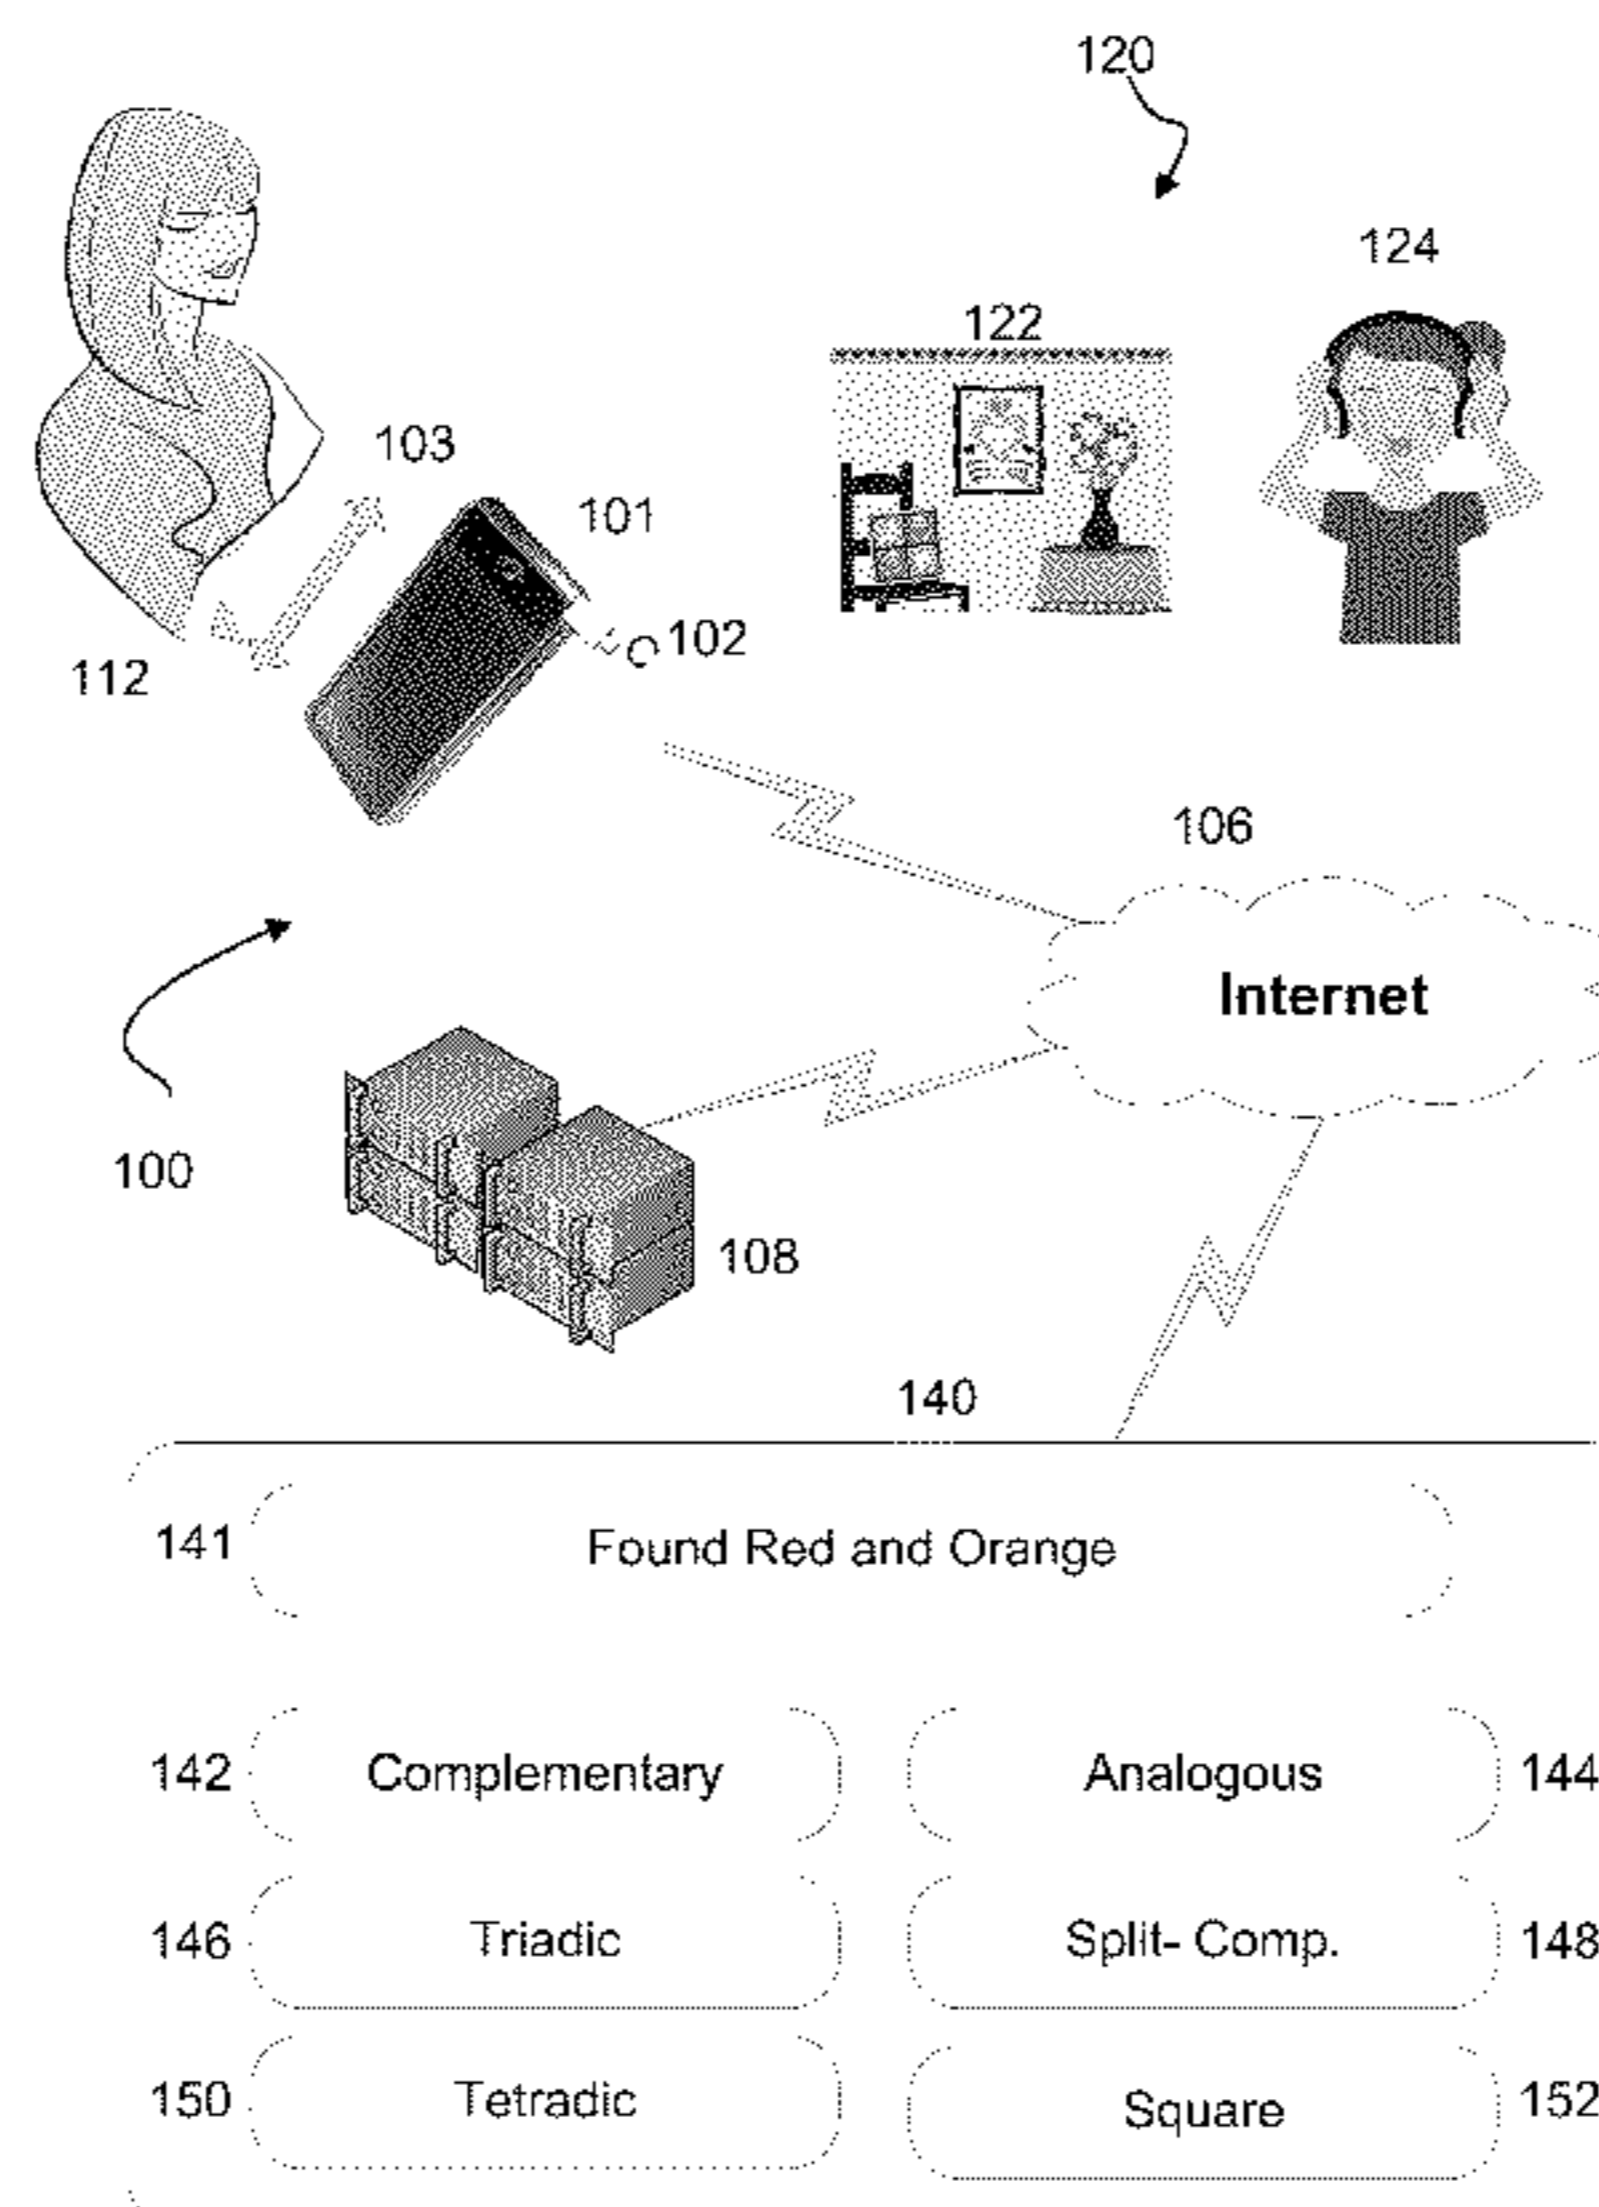 120
124
122
103
101
102
112
106
Internet
100
108
140
141 Found Red and Orange
142 Complementary Analogous 144
146 Triadic Split- Comp. 148
150 Tetradic Square 152